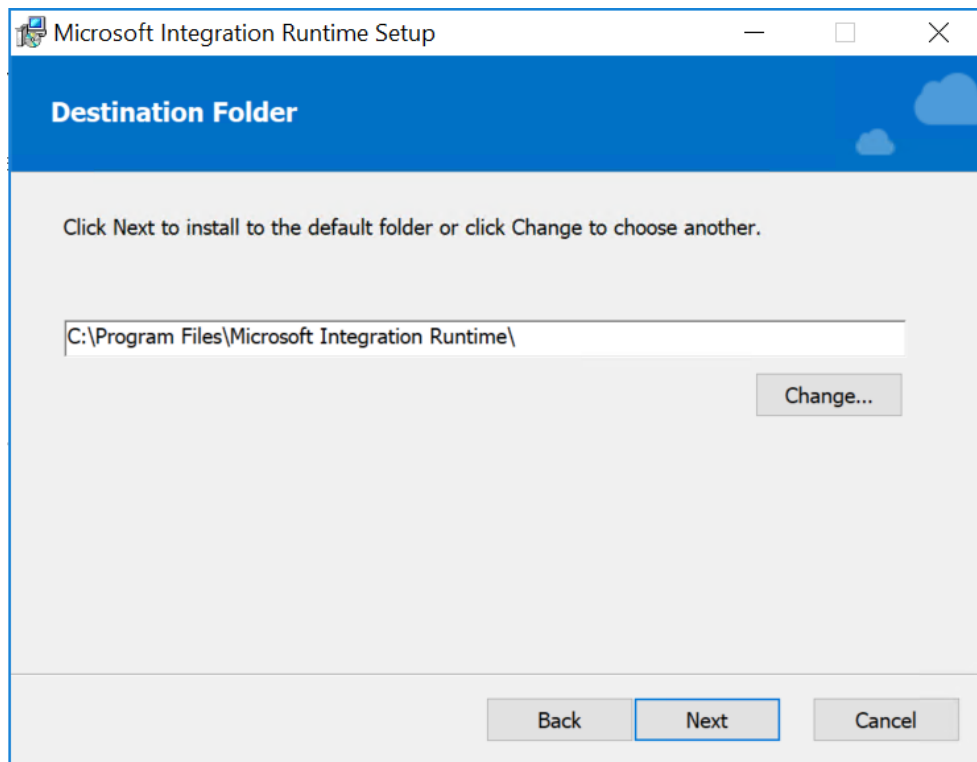 Microsoft Integration Runtime Setup
Destination Folder
Click Next to install to the default folder or click Change to choose another.
C:\Program Files\Microsoft Integration Runtime\
Change...
Back
Next
Cancel